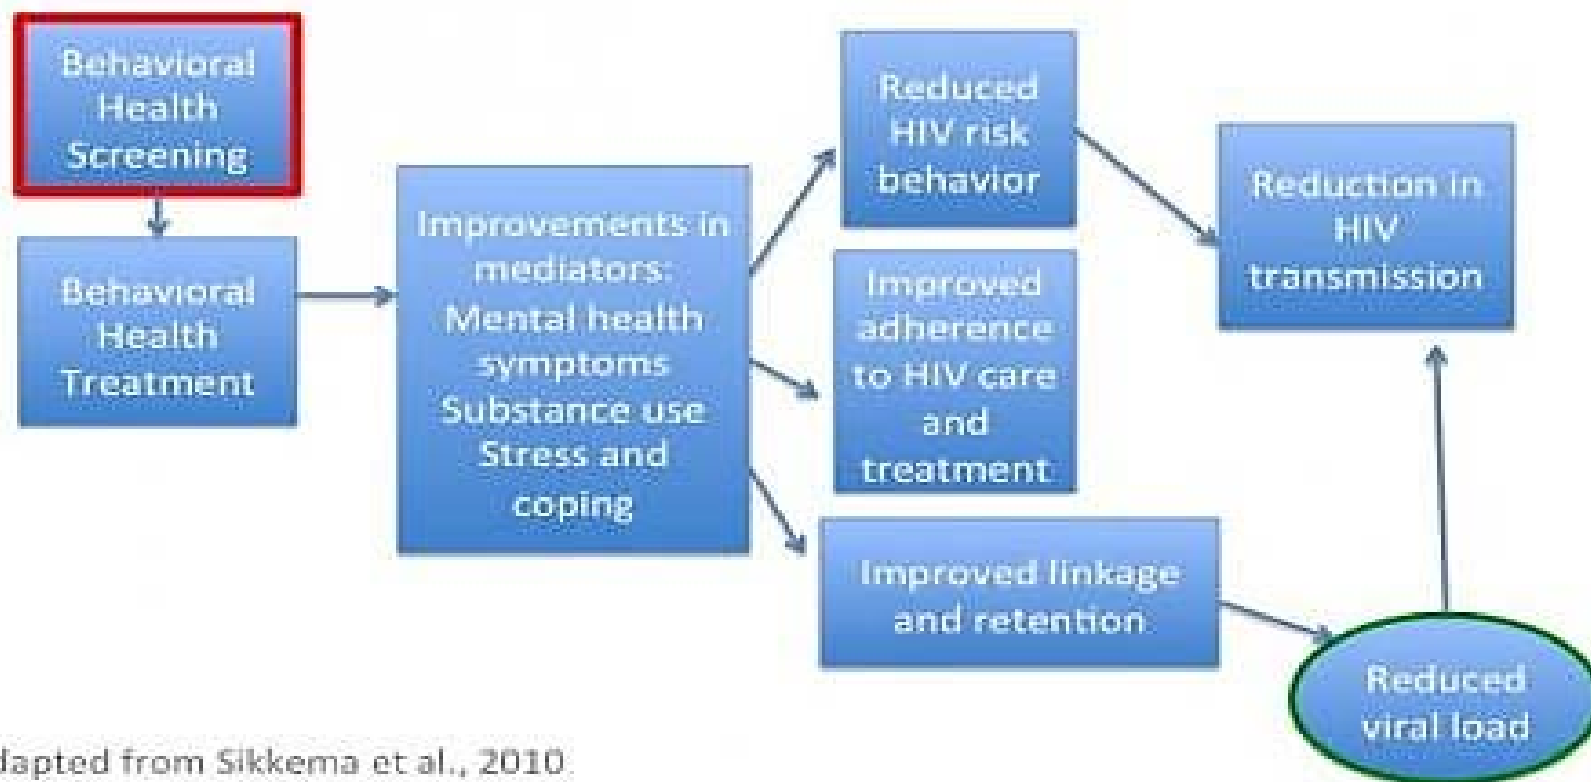 Behavioral
Health
Screening
Behavioral
Health
Treatment
Improvements in
mediators:
Mental health
symptoms
Substance use
Stress and
coping
Reduced
HIV risk
behavior
Improved
adherence
to HIV care
and
treatment
Improved linkage
and retention
Reduction in
HIV
transmission
Reduced
viral load
dapted from Sikkema et al., 2010